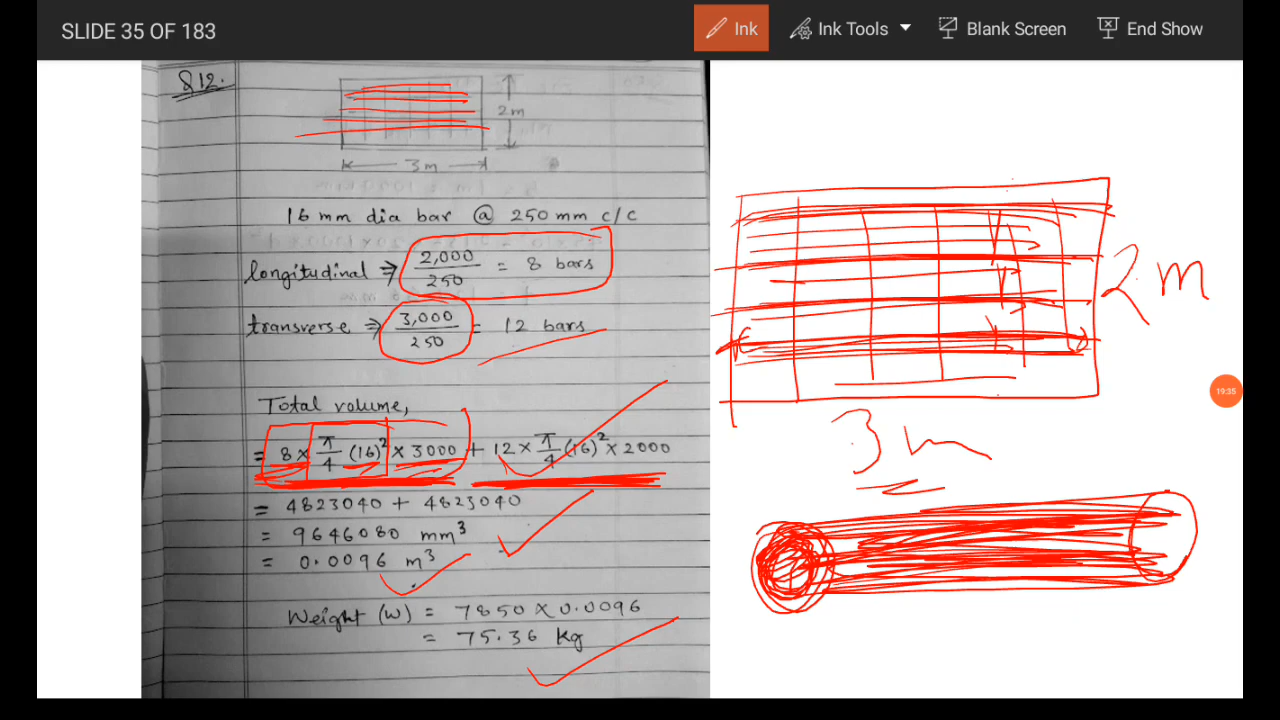 SLIDE 35 OF 183
Ink
Ink Tools
Blank Screen
End Show
Q12.
2m
3m
16 mm dia bar @ 250 mm c/c
longitudinal ⇒ 2,000/250 = 8 bars
transverse ⇒ 3,000/250 = 12 bars
Total volume,
= 8 × π/4 (16)² × 3000 + 12 × π/4 (16)² × 2000
= 4823040 + 4823040
= 9646080 mm³
= 0.0096 m³
Weight (W) = 7850 × 0.0096
= 75.36 Kg
2m
3m
19:35